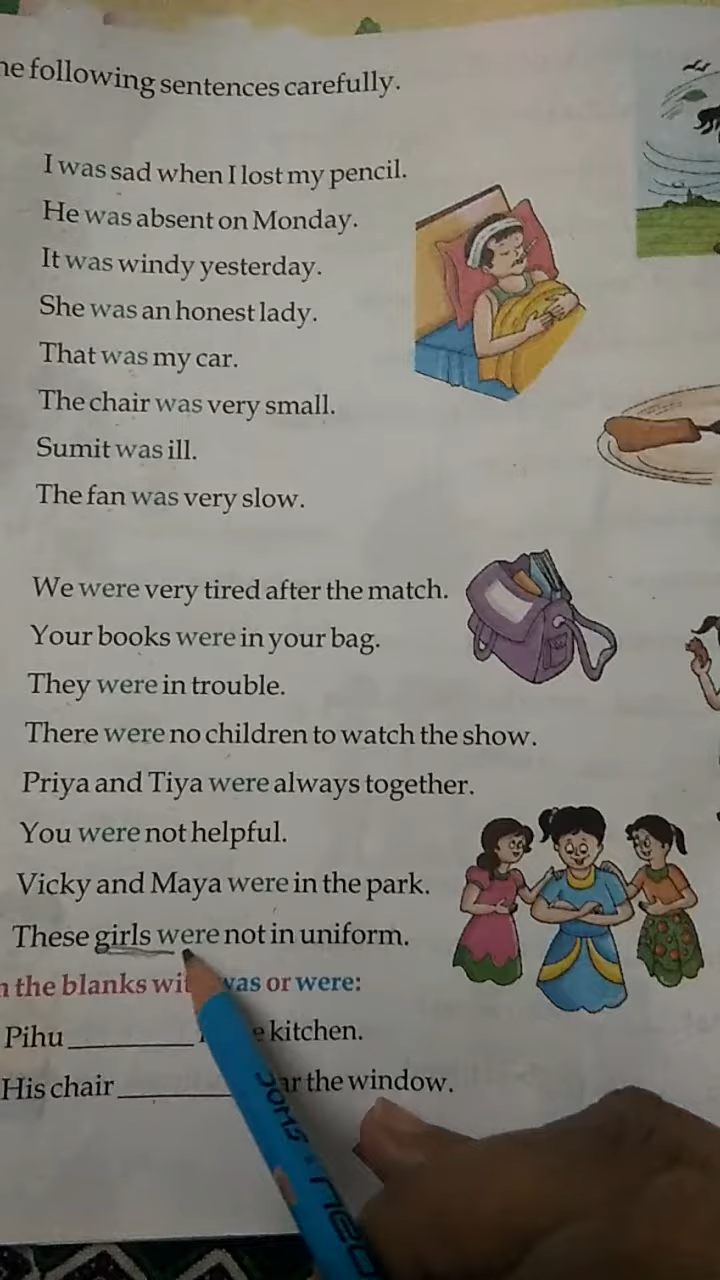 following sentences carefully.
I was sad when I lost my pencil.
He was absent on Monday.
It was windy yesterday.
She was an honest lady.
That was my car.
The chair was very small.
Sumit was ill.
The fan was very slow.
We were very tired after the match.
Your books were in your bag.
They were in trouble.
There were no children to watch the show.
Priya and Tiya were always together.
You were not helpful.
Vicky and Maya were in the park.
These girls were not in uniform.
the blanks was or were:
Pihu ________ kitchen.
His chair ________ the window.
DOMS neo